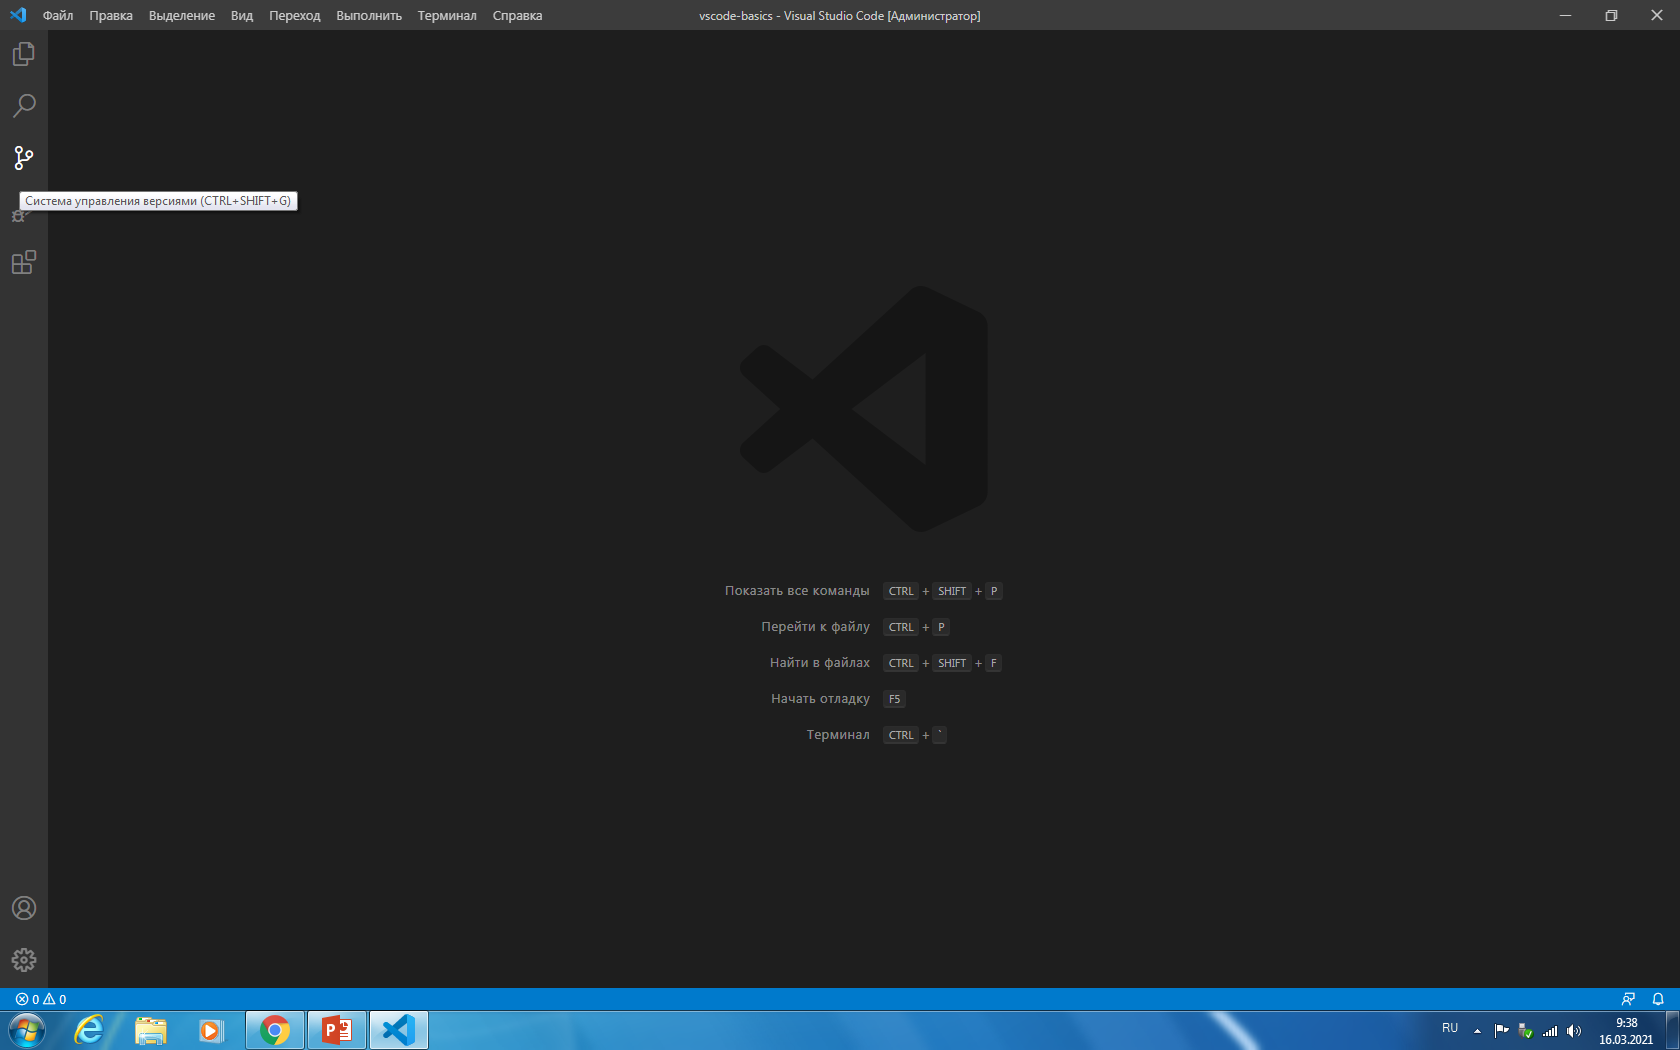 Файл Правка Выделение Вид Переход Выполнить Терминал Справка vscode-basics - Visual Studio Code [Администратор]
Система управления версиями (CTRL+SHIFT+G)
Показать все команды CTRL + SHIFT + P
Перейти к файлу CTRL + P
Найти в файлах CTRL + SHIFT + F
Начать отладку F5
Терминал CTRL + `
0 0
RU 9:38
16.03.2021